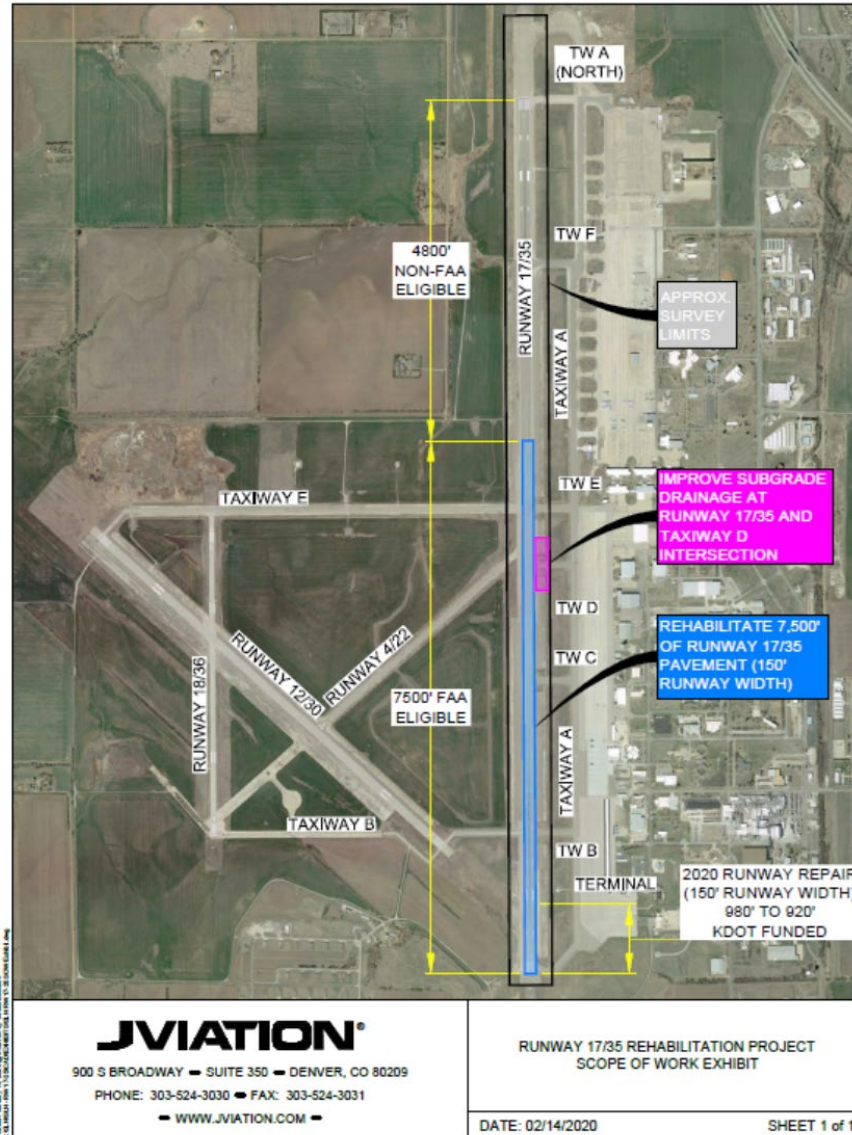 TW A
(NORTH)
4800'
NON-FAA
ELIGIBLE
RUNWAY 17/35
TW F
APPROX.
SURVEY
LIMITS
TAXIWAY A
TAXIWAY E
TW E
IMPROVE SUBGRADE
DRAINAGE AT
RUNWAY 17/35 AND
TAXIWAY D
INTERSECTION
TW D
RUNWAY 12/30
RUNWAY 4/22
TW C
REHABILITATE 7,500'
OF RUNWAY 17/35
PAVEMENT (150'
RUNWAY WIDTH)
RUNWAY 18/36
7500' FAA
ELIGIBLE
TAXIWAY A
TAXIWAY B
TW B
TERMINAL
2020 RUNWAY REPAIR
(150' RUNWAY WIDTH)
980' TO 920'
KDOT FUNDED
JVIATION®
900 S BROADWAY – SUITE 350 – DENVER, CO 80209
PHONE: 303-524-3030 • FAX: 303-524-3031
– WWW.JVIATION.COM –
RUNWAY 17/35 REHABILITATION PROJECT
SCOPE OF WORK EXHIBIT
DATE: 02/14/2020
SHEET 1 of 1